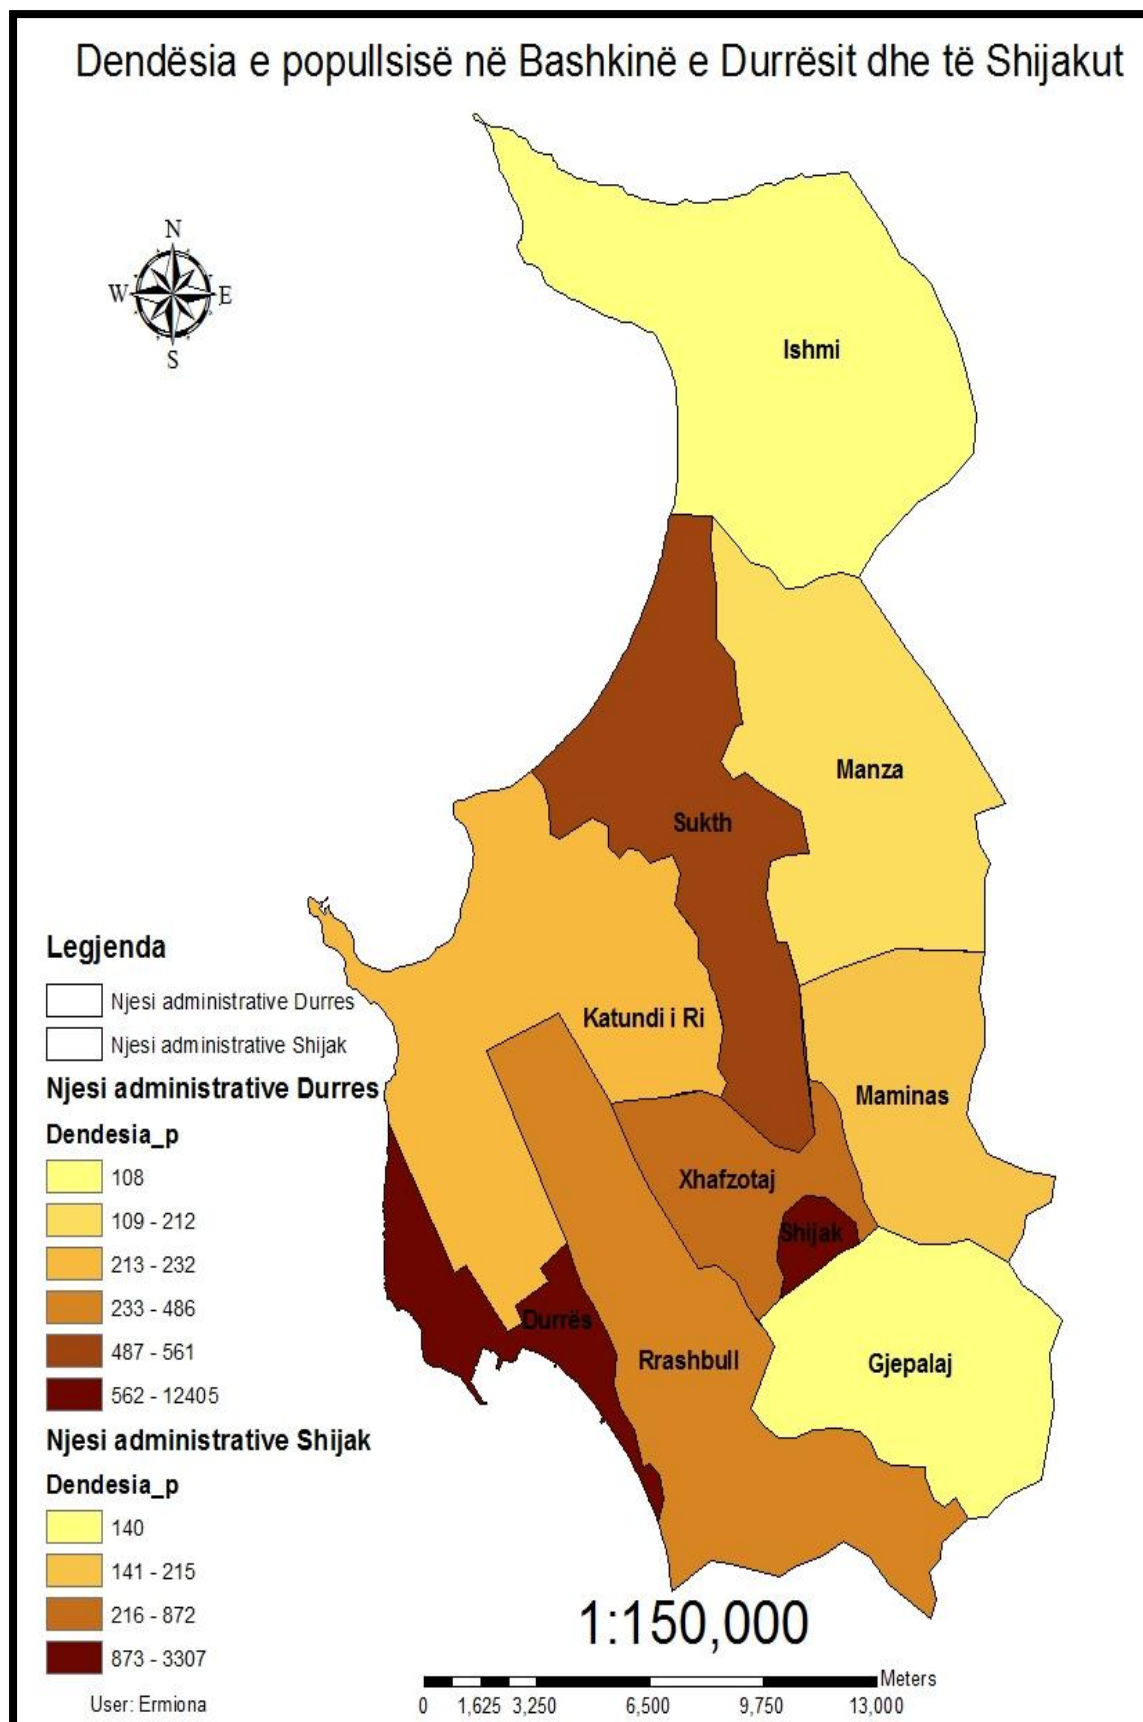 Dendësia e popullsisë në Bashkinë e Durrësit dhe të Shijakut
N
W
E
S
Ishmi
Manza
Sukth
Katundi i Ri
Maminas
Xhafzotaj
Shijak
Durrës
Rrashbull
Gjepalaj
Legjenda
Njesi administrative Durres
Njesi administrative Shijak
Njesi administrative Durres
Dendesia_p
108
109 - 212
213 - 232
233 - 486
487 - 561
562 - 12405
Njesi administrative Shijak
Dendesia_p
140
141 - 215
216 - 872
873 - 3307
User: Ermiona
1:150,000
Meters
0 1,625 3,250 6,500 9,750 13,000